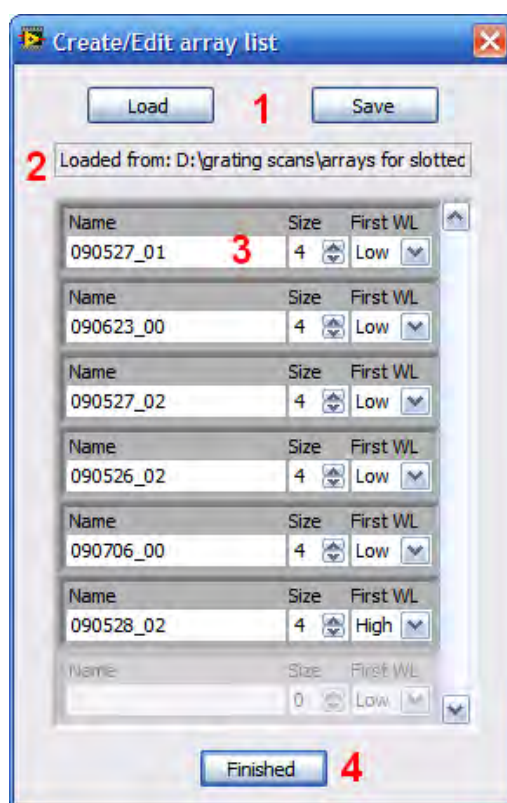 Create/Edit array list
Load 1 Save
2 Loaded from: D:\grating scans\arrays for slottec
Name Size First WL
090527_01 3 4 Low
Name Size First WL
090623_00 4 Low
Name Size First WL
090527_02 4 Low
Name Size First WL
090526_02 4 Low
Name Size First WL
090706_00 4 Low
Name Size First WL
090528_02 4 High
Name Size First WL
0 Low
Finished 4